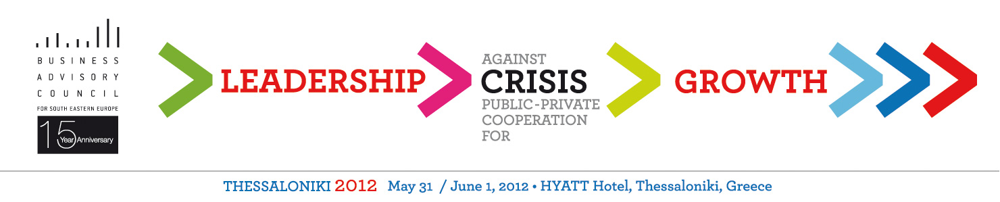 BUSINESS
ADVISORY
COUNCIL
FOR SOUTH EASTERN EUROPE
15 Year Anniversary
LEADERSHIP
AGAINST
CRISIS
PUBLIC-PRIVATE
COOPERATION
FOR
GROWTH
THESSALONIKI 2012 May 31 / June 1, 2012 • HYATT Hotel, Thessaloniki, Greece